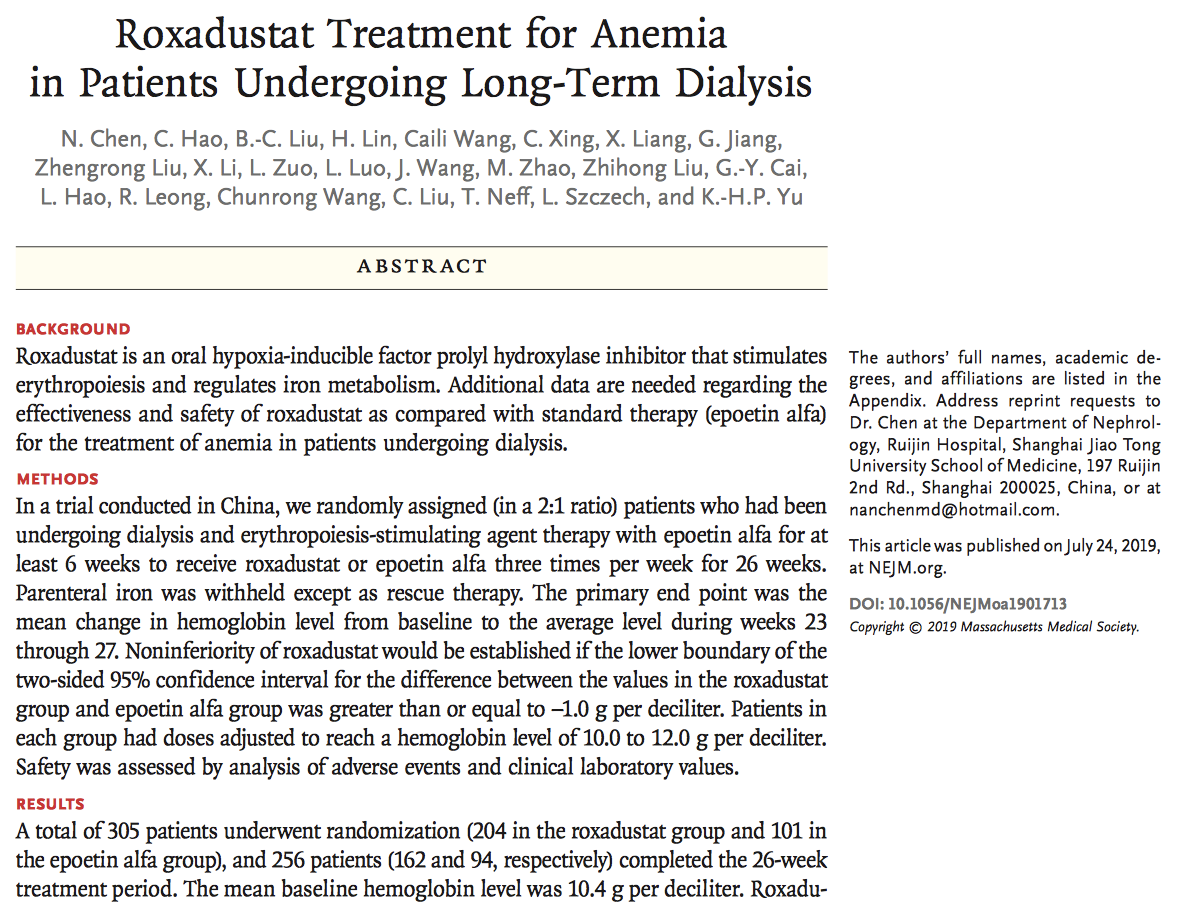 Roxadustat Treatment for Anemia
in Patients Undergoing Long-Term Dialysis
N. Chen, C. Hao, B.-C. Liu, H. Lin, Caili Wang, C. Xing, X. Liang, G. Jiang,
Zhengrong Liu, X. Li, L. Zuo, L. Luo, J. Wang, M. Zhao, Zhihong Liu, G.-Y. Cai,
L. Hao, R. Leong, Chunrong Wang, C. Liu, T. Neff, L. Szczech, and K.-H.P. Yu
ABSTRACT
BACKGROUND
Roxadustat is an oral hypoxia-inducible factor prolyl hydroxylase inhibitor that stimulates
erythropoiesis and regulates iron metabolism. Additional data are needed regarding the
effectiveness and safety of roxadustat as compared with standard therapy (epoetin alfa)
for the treatment of anemia in patients undergoing dialysis.
METHODS
In a trial conducted in China, we randomly assigned (in a 2:1 ratio) patients who had been
undergoing dialysis and erythropoiesis-stimulating agent therapy with epoetin alfa for at
least 6 weeks to receive roxadustat or epoetin alfa three times per week for 26 weeks.
Parenteral iron was withheld except as rescue therapy. The primary end point was the
mean change in hemoglobin level from baseline to the average level during weeks 23
through 27. Noninferiority of roxadustat would be established if the lower boundary of the
two-sided 95% confidence interval for the difference between the values in the roxadustat
group and epoetin alfa group was greater than or equal to −1.0 g per deciliter. Patients in
each group had doses adjusted to reach a hemoglobin level of 10.0 to 12.0 g per deciliter.
Safety was assessed by analysis of adverse events and clinical laboratory values.
RESULTS
A total of 305 patients underwent randomization (204 in the roxadustat group and 101 in
the epoetin alfa group), and 256 patients (162 and 94, respectively) completed the 26-week
treatment period. The mean baseline hemoglobin level was 10.4 g per deciliter. Roxadu-
The authors' full names, academic de-
grees, and affiliations are listed in the
Appendix. Address reprint requests to
Dr. Chen at the Department of Nephrol-
ogy, Ruijin Hospital, Shanghai Jiao Tong
University School of Medicine, 197 Ruijin
2nd Rd., Shanghai 200025, China, or at
nanchenmd@hotmail.com.
This article was published on July 24, 2019,
at NEJM.org.
DOI: 10.1056/NEJMoa1901713
Copyright © 2019 Massachusetts Medical Society.